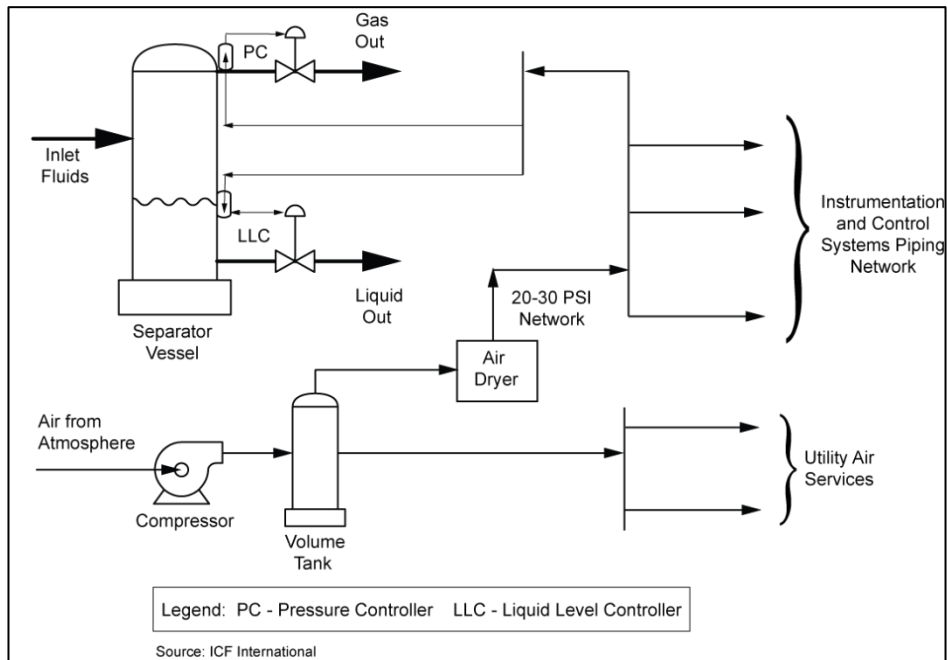 Gas
Out
PC
Inlet
Fluids
LLC
Liquid
Out
Separator
Vessel
Instrumentation
and Control
Systems Piping
Network
20-30 PSI
Network
Air
Dryer
Air from
Atmosphere
Compressor
Volume
Tank
Utility Air
Services
Legend: PC - Pressure Controller LLC - Liquid Level Controller
Source: ICF International